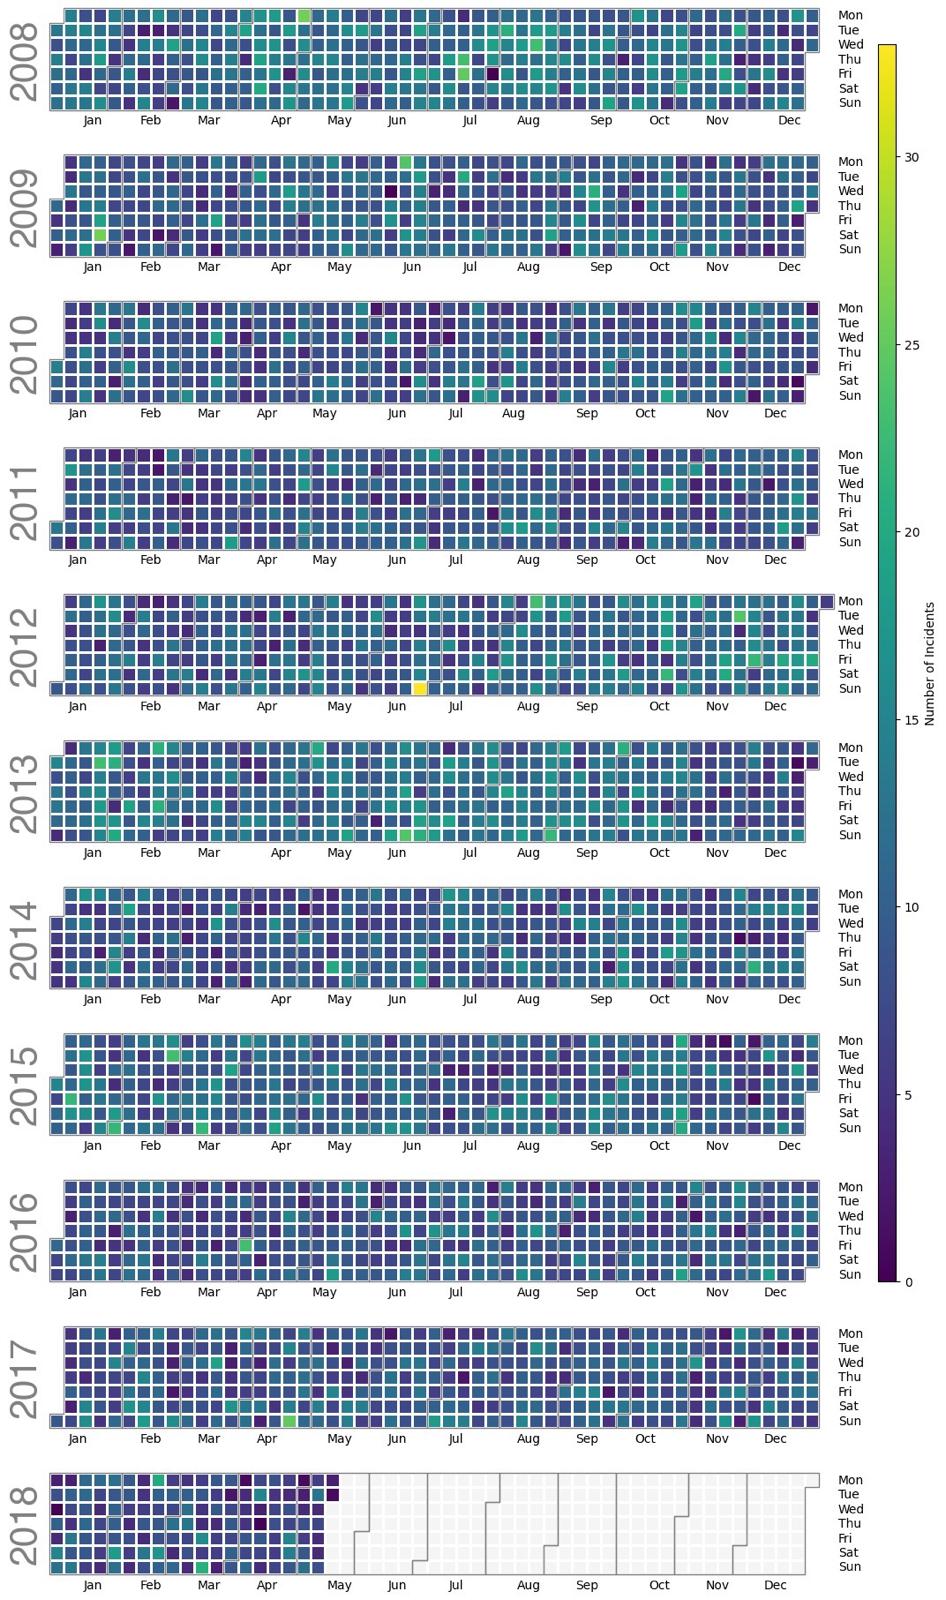 2008
Mon
Tue
Wed
Thu
Fri
Sat
Sun
Jan Feb Mar Apr May Jun Jul Aug Sep Oct Nov Dec
2009
Mon
Tue
Wed
Thu
Fri
Sat
Sun
Jan Feb Mar Apr May Jun Jul Aug Sep Oct Nov Dec
2010
Mon
Tue
Wed
Thu
Fri
Sat
Sun
Jan Feb Mar Apr May Jun Jul Aug Sep Oct Nov Dec
2011
Mon
Tue
Wed
Thu
Fri
Sat
Sun
Jan Feb Mar Apr May Jun Jul Aug Sep Oct Nov Dec
2012
Mon
Tue
Wed
Thu
Fri
Sat
Sun
Jan Feb Mar Apr May Jun Jul Aug Sep Oct Nov Dec
2013
Mon
Tue
Wed
Thu
Fri
Sat
Sun
Jan Feb Mar Apr May Jun Jul Aug Sep Oct Nov Dec
2014
Mon
Tue
Wed
Thu
Fri
Sat
Sun
Jan Feb Mar Apr May Jun Jul Aug Sep Oct Nov Dec
2015
Mon
Tue
Wed
Thu
Fri
Sat
Sun
Jan Feb Mar Apr May Jun Jul Aug Sep Oct Nov Dec
2016
Mon
Tue
Wed
Thu
Fri
Sat
Sun
Jan Feb Mar Apr May Jun Jul Aug Sep Oct Nov Dec
2017
Mon
Tue
Wed
Thu
Fri
Sat
Sun
Jan Feb Mar Apr May Jun Jul Aug Sep Oct Nov Dec
2018
Mon
Tue
Wed
Thu
Fri
Sat
Sun
Jan Feb Mar Apr May Jun Jul Aug Sep Oct Nov Dec
30
25
20
15
10
5
0
Number of Incidents